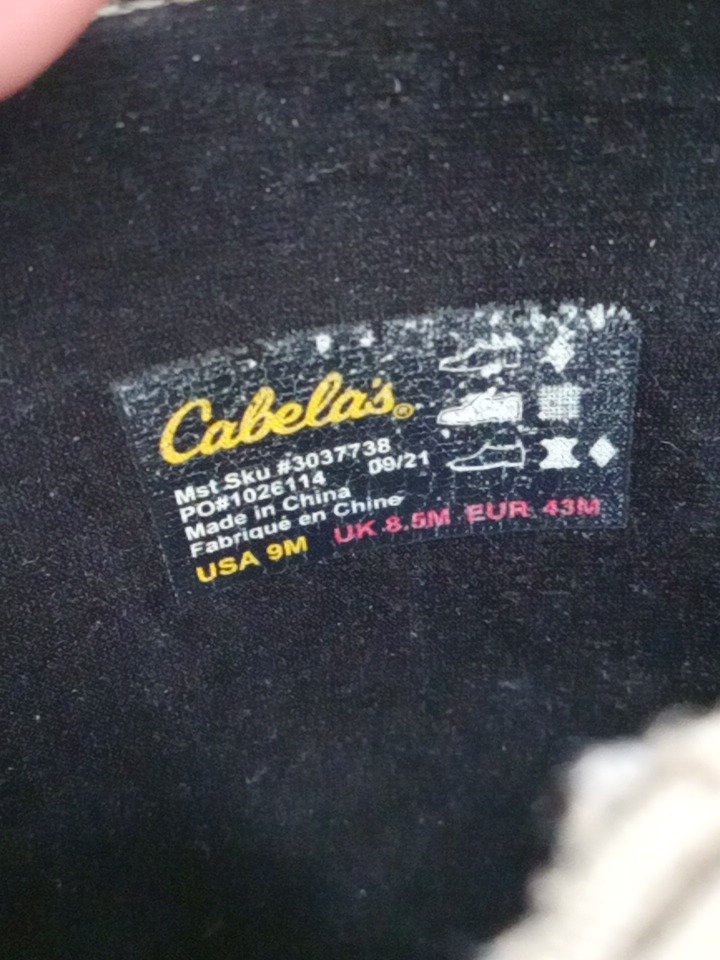 Cabela's®
Mst Sku #3037738
PO#1026114 09/21
Made in China
Fabriqué en Chine
USA 9M UK 8.5M EUR 43M